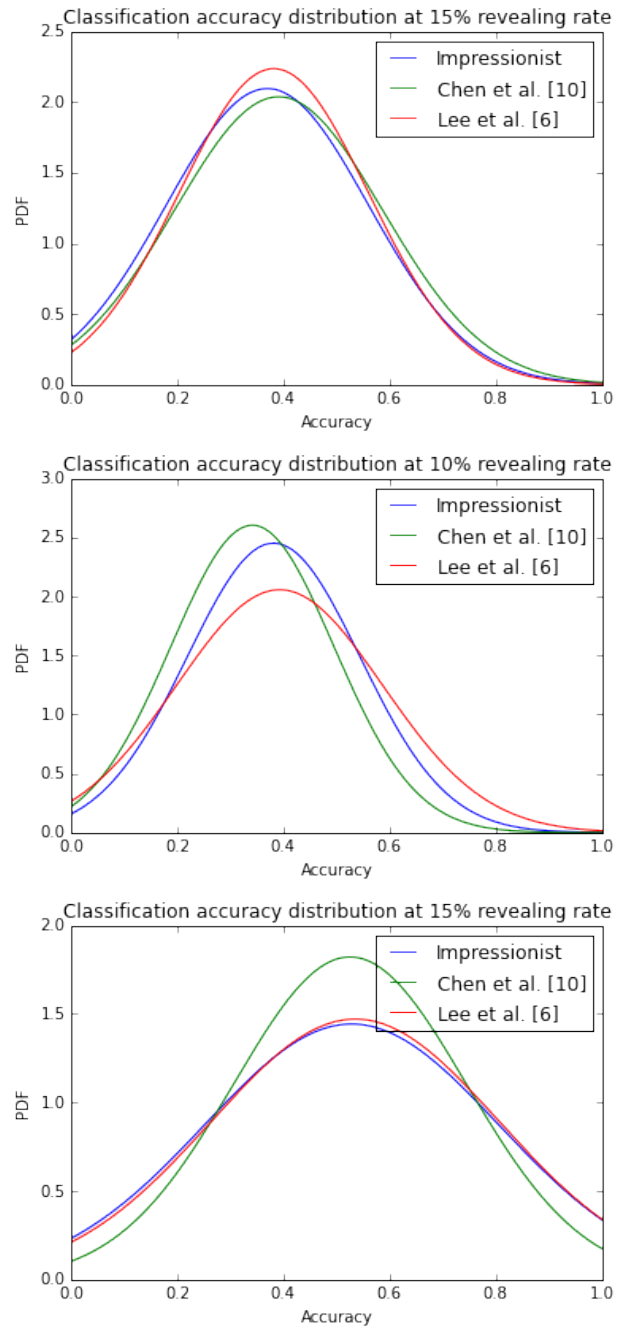 Classification accuracy distribution at 15% revealing rate
2.5
Impressionist
Chen et al. [10]
Lee et al. [6]
2.0
1.5
PDF
1.0
0.5
0.0
0.0 0.2 0.4 0.6 0.8 1.0
Accuracy
Classification accuracy distribution at 10% revealing rate
3.0
Impressionist
Chen et al. [10]
Lee et al. [6]
2.5
2.0
1.5
PDF
1.0
0.5
0.0
0.0 0.2 0.4 0.6 0.8 1.0
Accuracy
Classification accuracy distribution at 15% revealing rate
2.0
Impressionist
Chen et al. [10]
Lee et al. [6]
1.5
1.0
PDF
0.5
0.0
0.0 0.2 0.4 0.6 0.8 1.0
Accuracy